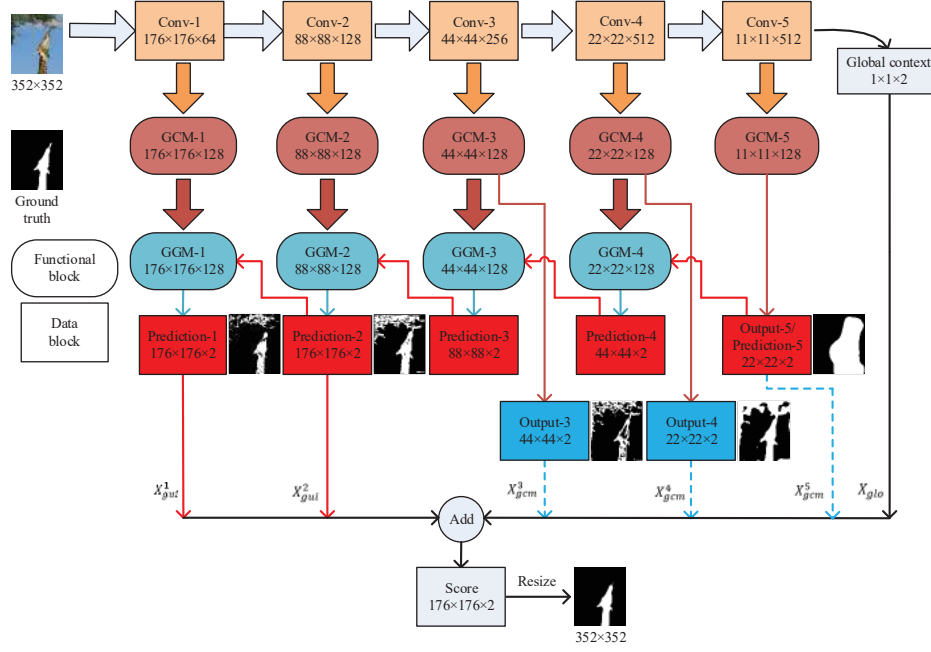 Conv-1
176×176×64
Conv-2
88×88×128
Conv-3
44×44×256
Conv-4
22×22×512
Conv-5
11×11×512
352×352
Global context
1×1×2
GCM-1
176×176×128
GCM-2
88×88×128
GCM-3
44×44×128
GCM-4
22×22×128
GCM-5
11×11×128
Ground
truth
Functional
block
GGM-1
176×176×128
GGM-2
88×88×128
GGM-3
44×44×128
GGM-4
22×22×128
Data
block
Prediction-1
176×176×2
Prediction-2
176×176×2
Prediction-3
88×88×2
Prediction-4
44×44×2
Output-5/
Prediction-5
22×22×2
Output-3
44×44×2
Output-4
22×22×2
X¹gui
X²gui
X³gcm
X⁴gcm
X⁵gcm
Xglo
Add
Score
176×176×2
Resize
352×352